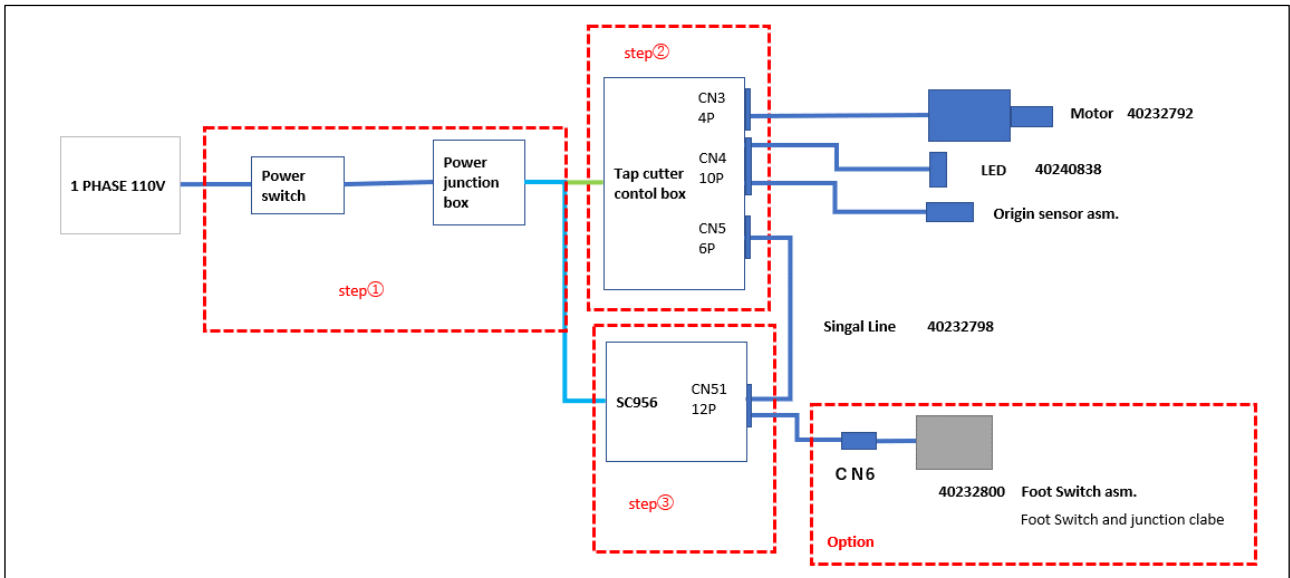 step②
CN3
4P
Motor 40232792
1 PHASE 110V
Power
switch
Power
junction
box
Tap cutter
contol box
CN4
10P
LED 40240838
Origin sensor asm.
CN5
6P
step①
Singal Line 40232798
SC956
CN51
12P
CN6
step③
40232800 Foot Switch asm.
Foot Switch and junction clabe
Option